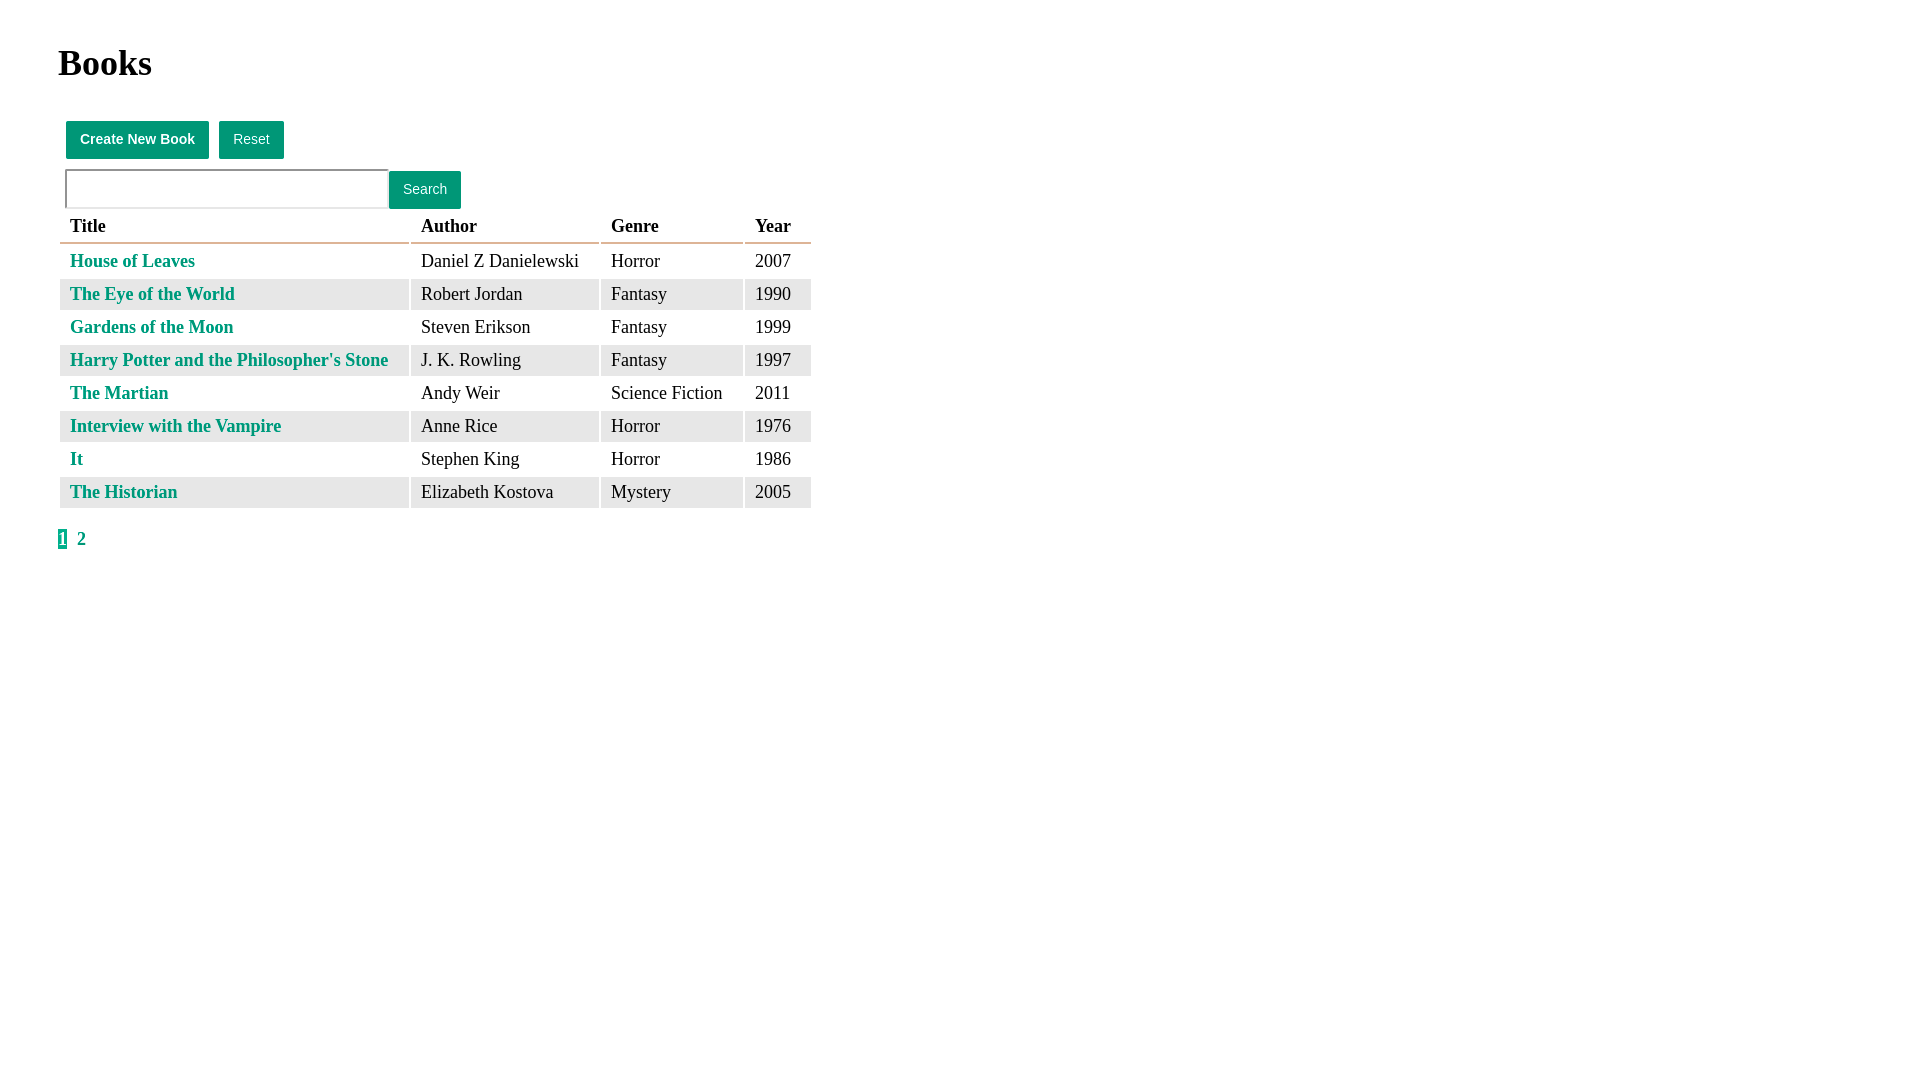 Books
Create New Book Reset
Search
Title Author Genre Year
House of Leaves Daniel Z Danielewski Horror 2007
The Eye of the World Robert Jordan Fantasy 1990
Gardens of the Moon Steven Erikson Fantasy 1999
Harry Potter and the Philosopher's Stone J. K. Rowling Fantasy 1997
The Martian Andy Weir Science Fiction 2011
Interview with the Vampire Anne Rice Horror 1976
It Stephen King Horror 1986
The Historian Elizabeth Kostova Mystery 2005
1 2